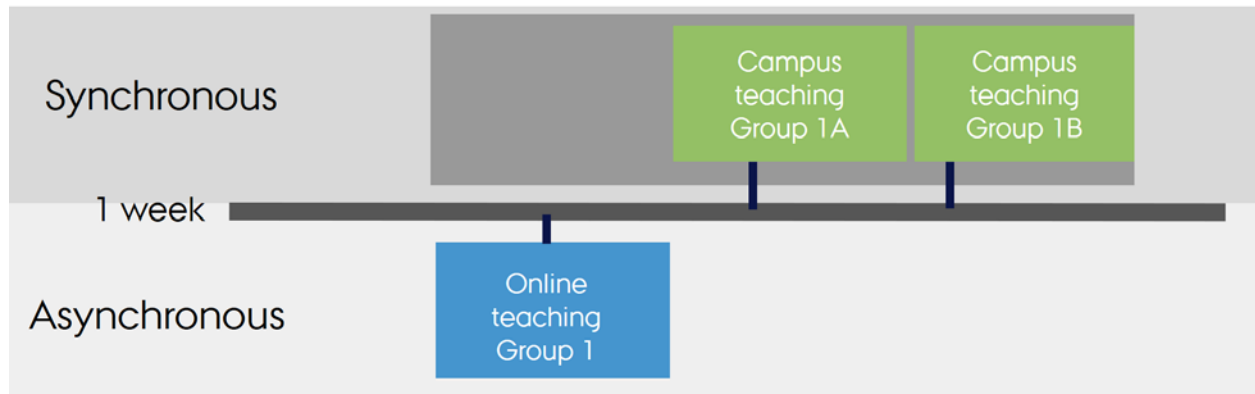 Synchronous
Campus
teaching
Group 1A
Campus
teaching
Group 1B
1 week
Asynchronous
Online
teaching
Group 1